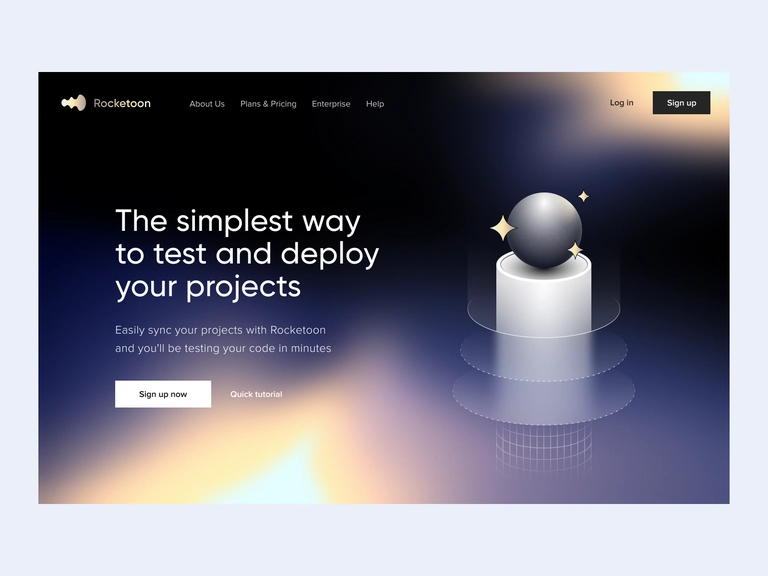 Rocketoon
About Us
Plans & Pricing
Enterprise
Help
Log in
Sign up
The simplest way
to test and deploy
your projects
Easily sync your projects with Rocketoon
and you'll be testing your code in minutes
Sign up now
Quick tutorial